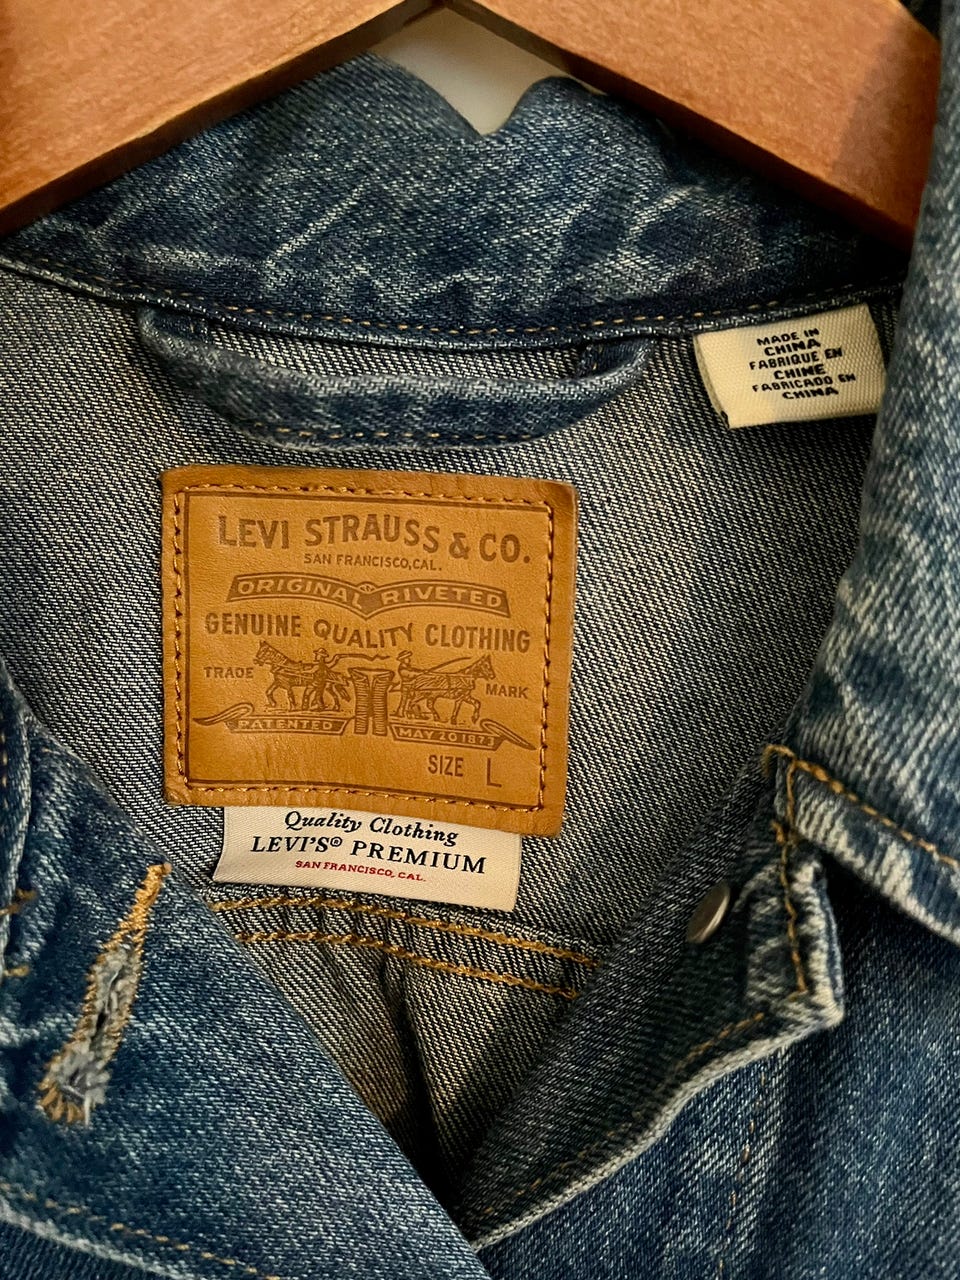 MADE IN
CHINA
FABRIQUE EN
CHINE
FABRICADO EN
CHINA
LEVI STRAUSS & CO.
SAN FRANCISCO, CAL.
ORIGINAL RIVETED
GENUINE QUALITY CLOTHING
TRADE MARK
PATENTED MAY 20 1873
SIZE L
Quality Clothing
LEVI'S® PREMIUM
SAN FRANCISCO, CAL.